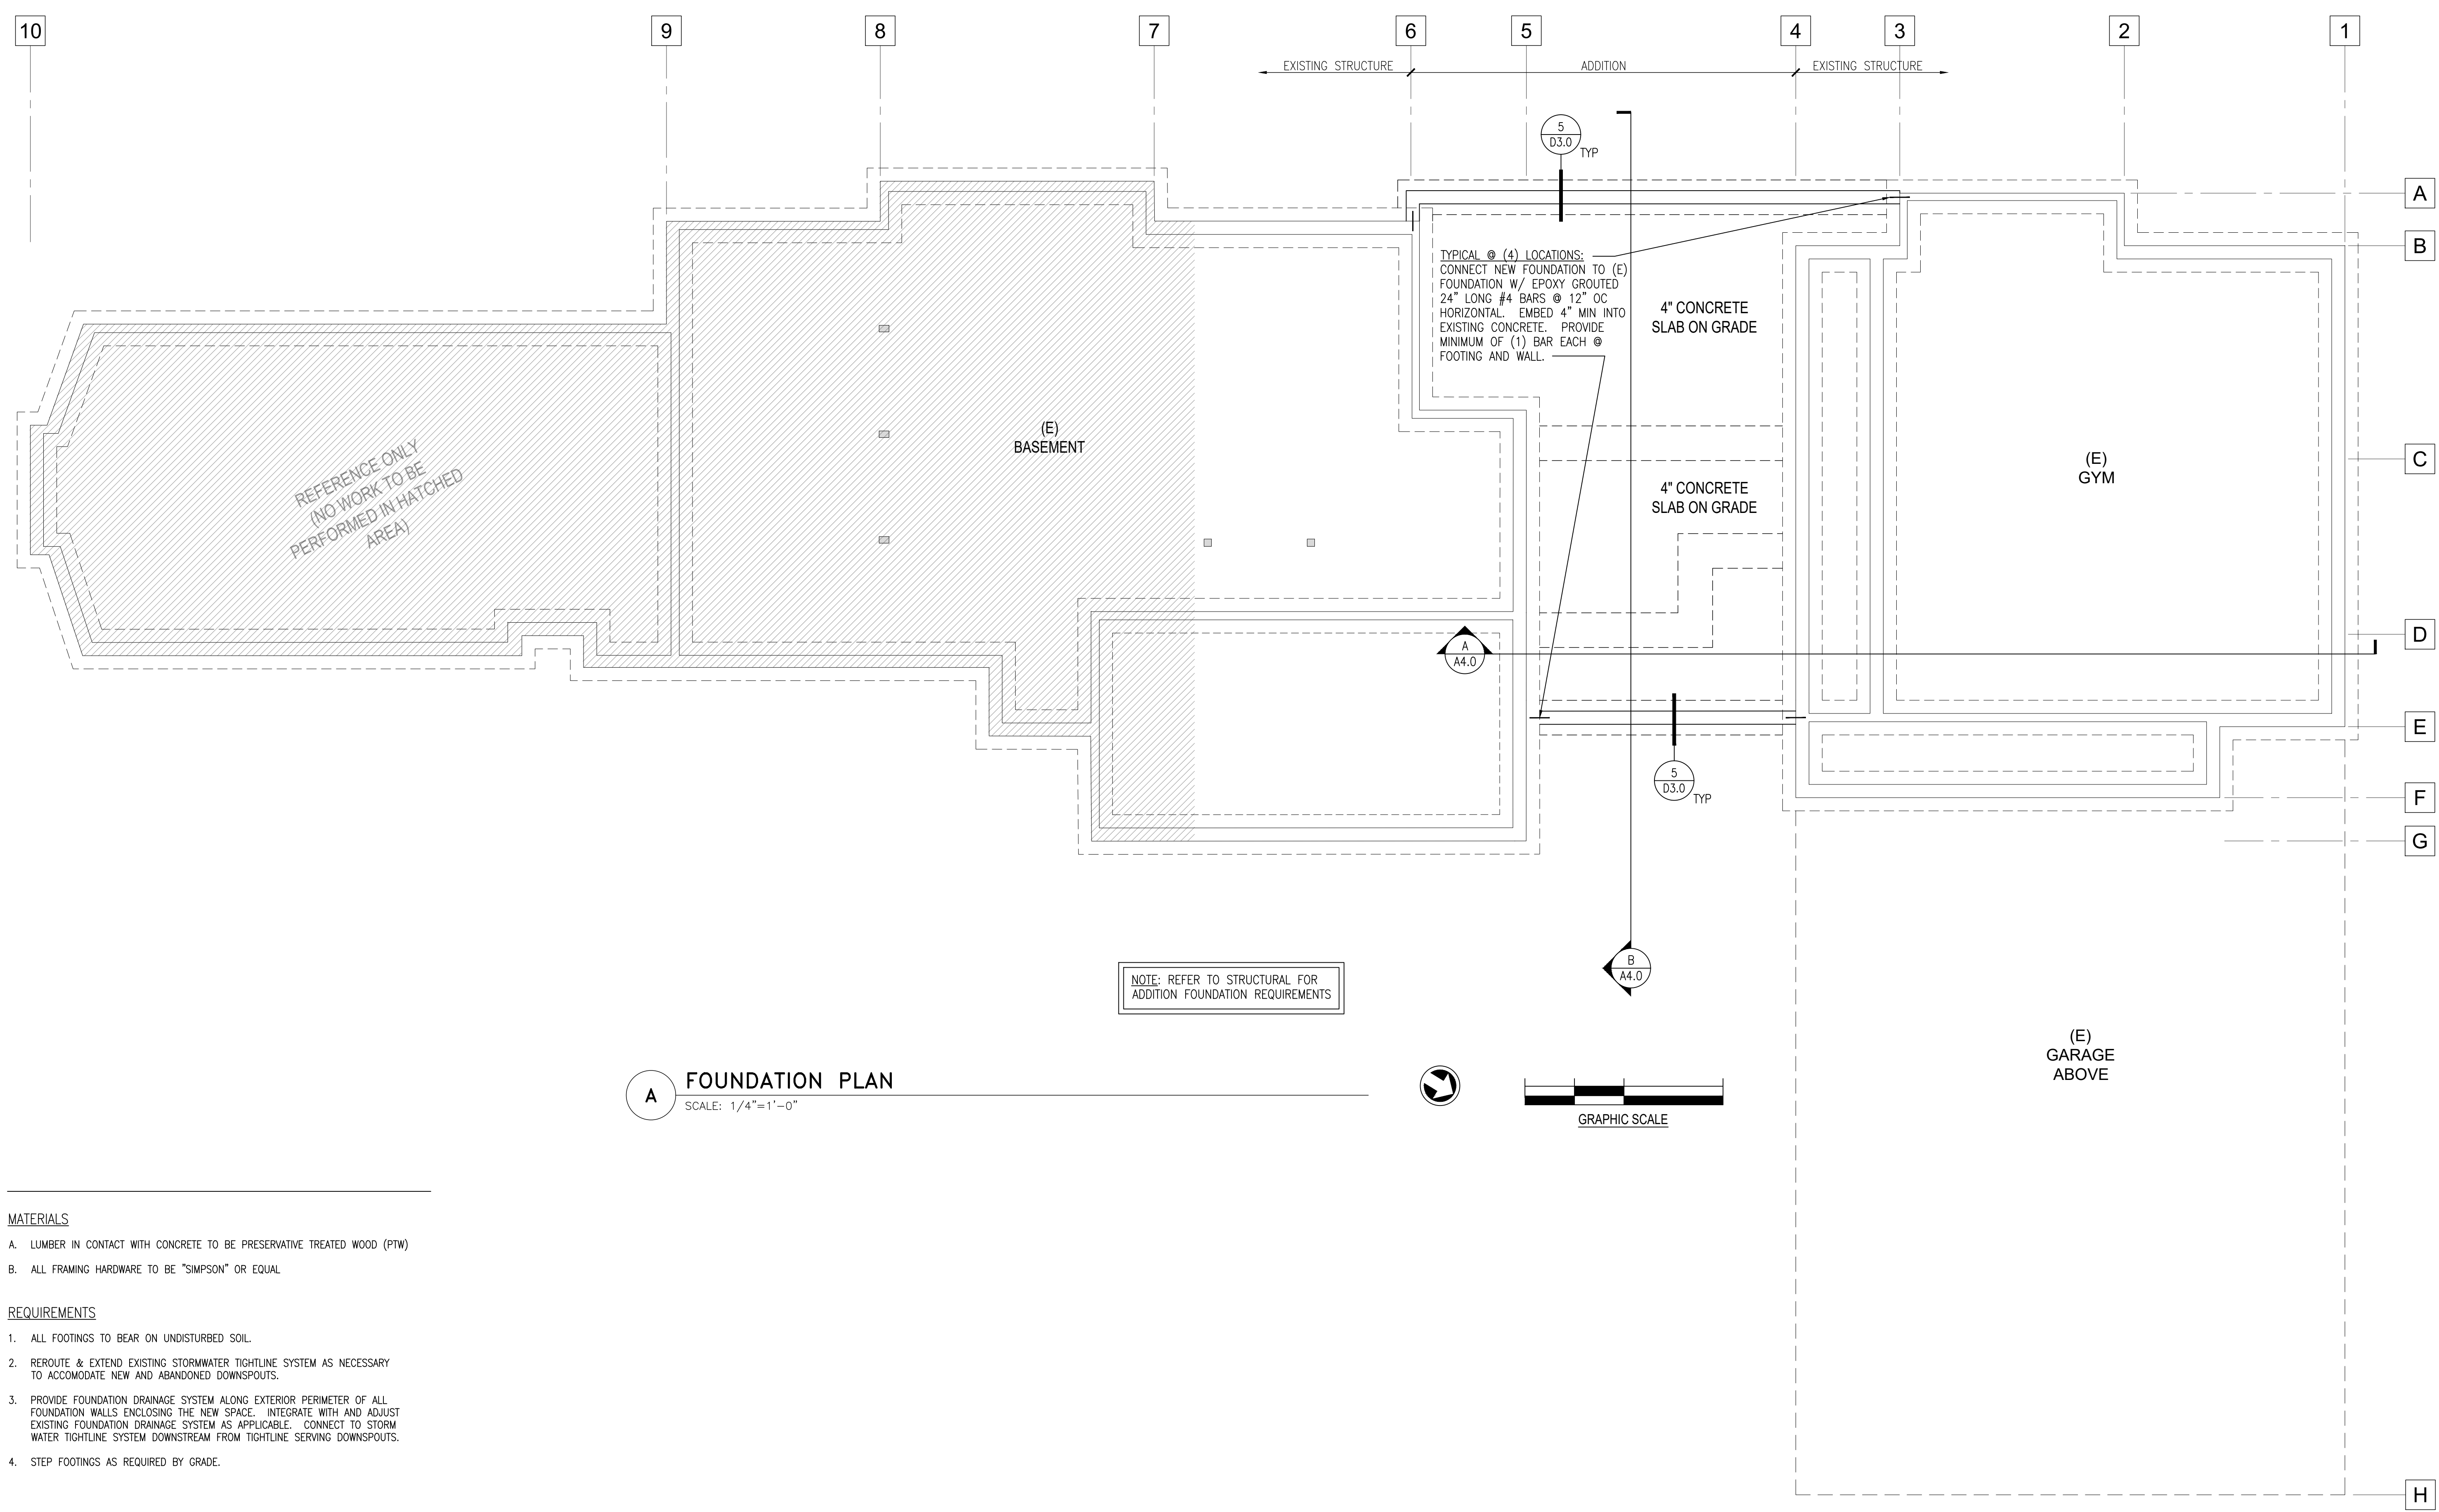 10
9
8
7
6
5
4
3
2
1
EXISTING STRUCTURE
ADDITION
EXISTING STRUCTURE
5
D3.0
TYP
A
B
TYPICAL @ (4) LOCATIONS:
CONNECT NEW FOUNDATION TO (E)
FOUNDATION W/ EPOXY GROUTED
24" LONG #4 BARS @ 12" OC
HORIZONTAL. EMBED 4" MIN INTO
EXISTING CONCRETE. PROVIDE
MINIMUM OF (1) BAR EACH @
FOOTING AND WALL.
4" CONCRETE
SLAB ON GRADE
(E)
BASEMENT
REFERENCE ONLY
(NO WORK TO BE
PERFORMED IN HATCHED
AREA)
4" CONCRETE
SLAB ON GRADE
(E)
GYM
C
D
A
A4.0
E
5
D3.0
TYP
F
G
B
A4.0
NOTE: REFER TO STRUCTURAL FOR
ADDITION FOUNDATION REQUIREMENTS
(E)
GARAGE
ABOVE
A
FOUNDATION PLAN
SCALE: 1/4"=1'-0"
GRAPHIC SCALE
MATERIALS
A. LUMBER IN CONTACT WITH CONCRETE TO BE PRESERVATIVE TREATED WOOD (PTW)
B. ALL FRAMING HARDWARE TO BE "SIMPSON" OR EQUAL
REQUIREMENTS
1. ALL FOOTINGS TO BEAR ON UNDISTURBED SOIL.
2. REROUTE & EXTEND EXISTING STORMWATER TIGHTLINE SYSTEM AS NECESSARY
TO ACCOMODATE NEW AND ABANDONED DOWNSPOUTS.
3. PROVIDE FOUNDATION DRAINAGE SYSTEM ALONG EXTERIOR PERIMETER OF ALL
FOUNDATION WALLS ENCLOSING THE NEW SPACE. INTEGRATE WITH AND ADJUST
EXISTING FOUNDATION DRAINAGE SYSTEM AS APPLICABLE. CONNECT TO STORM
WATER TIGHTLINE SYSTEM DOWNSTREAM FROM TIGHTLINE SERVING DOWNSPOUTS.
4. STEP FOOTINGS AS REQUIRED BY GRADE.
H